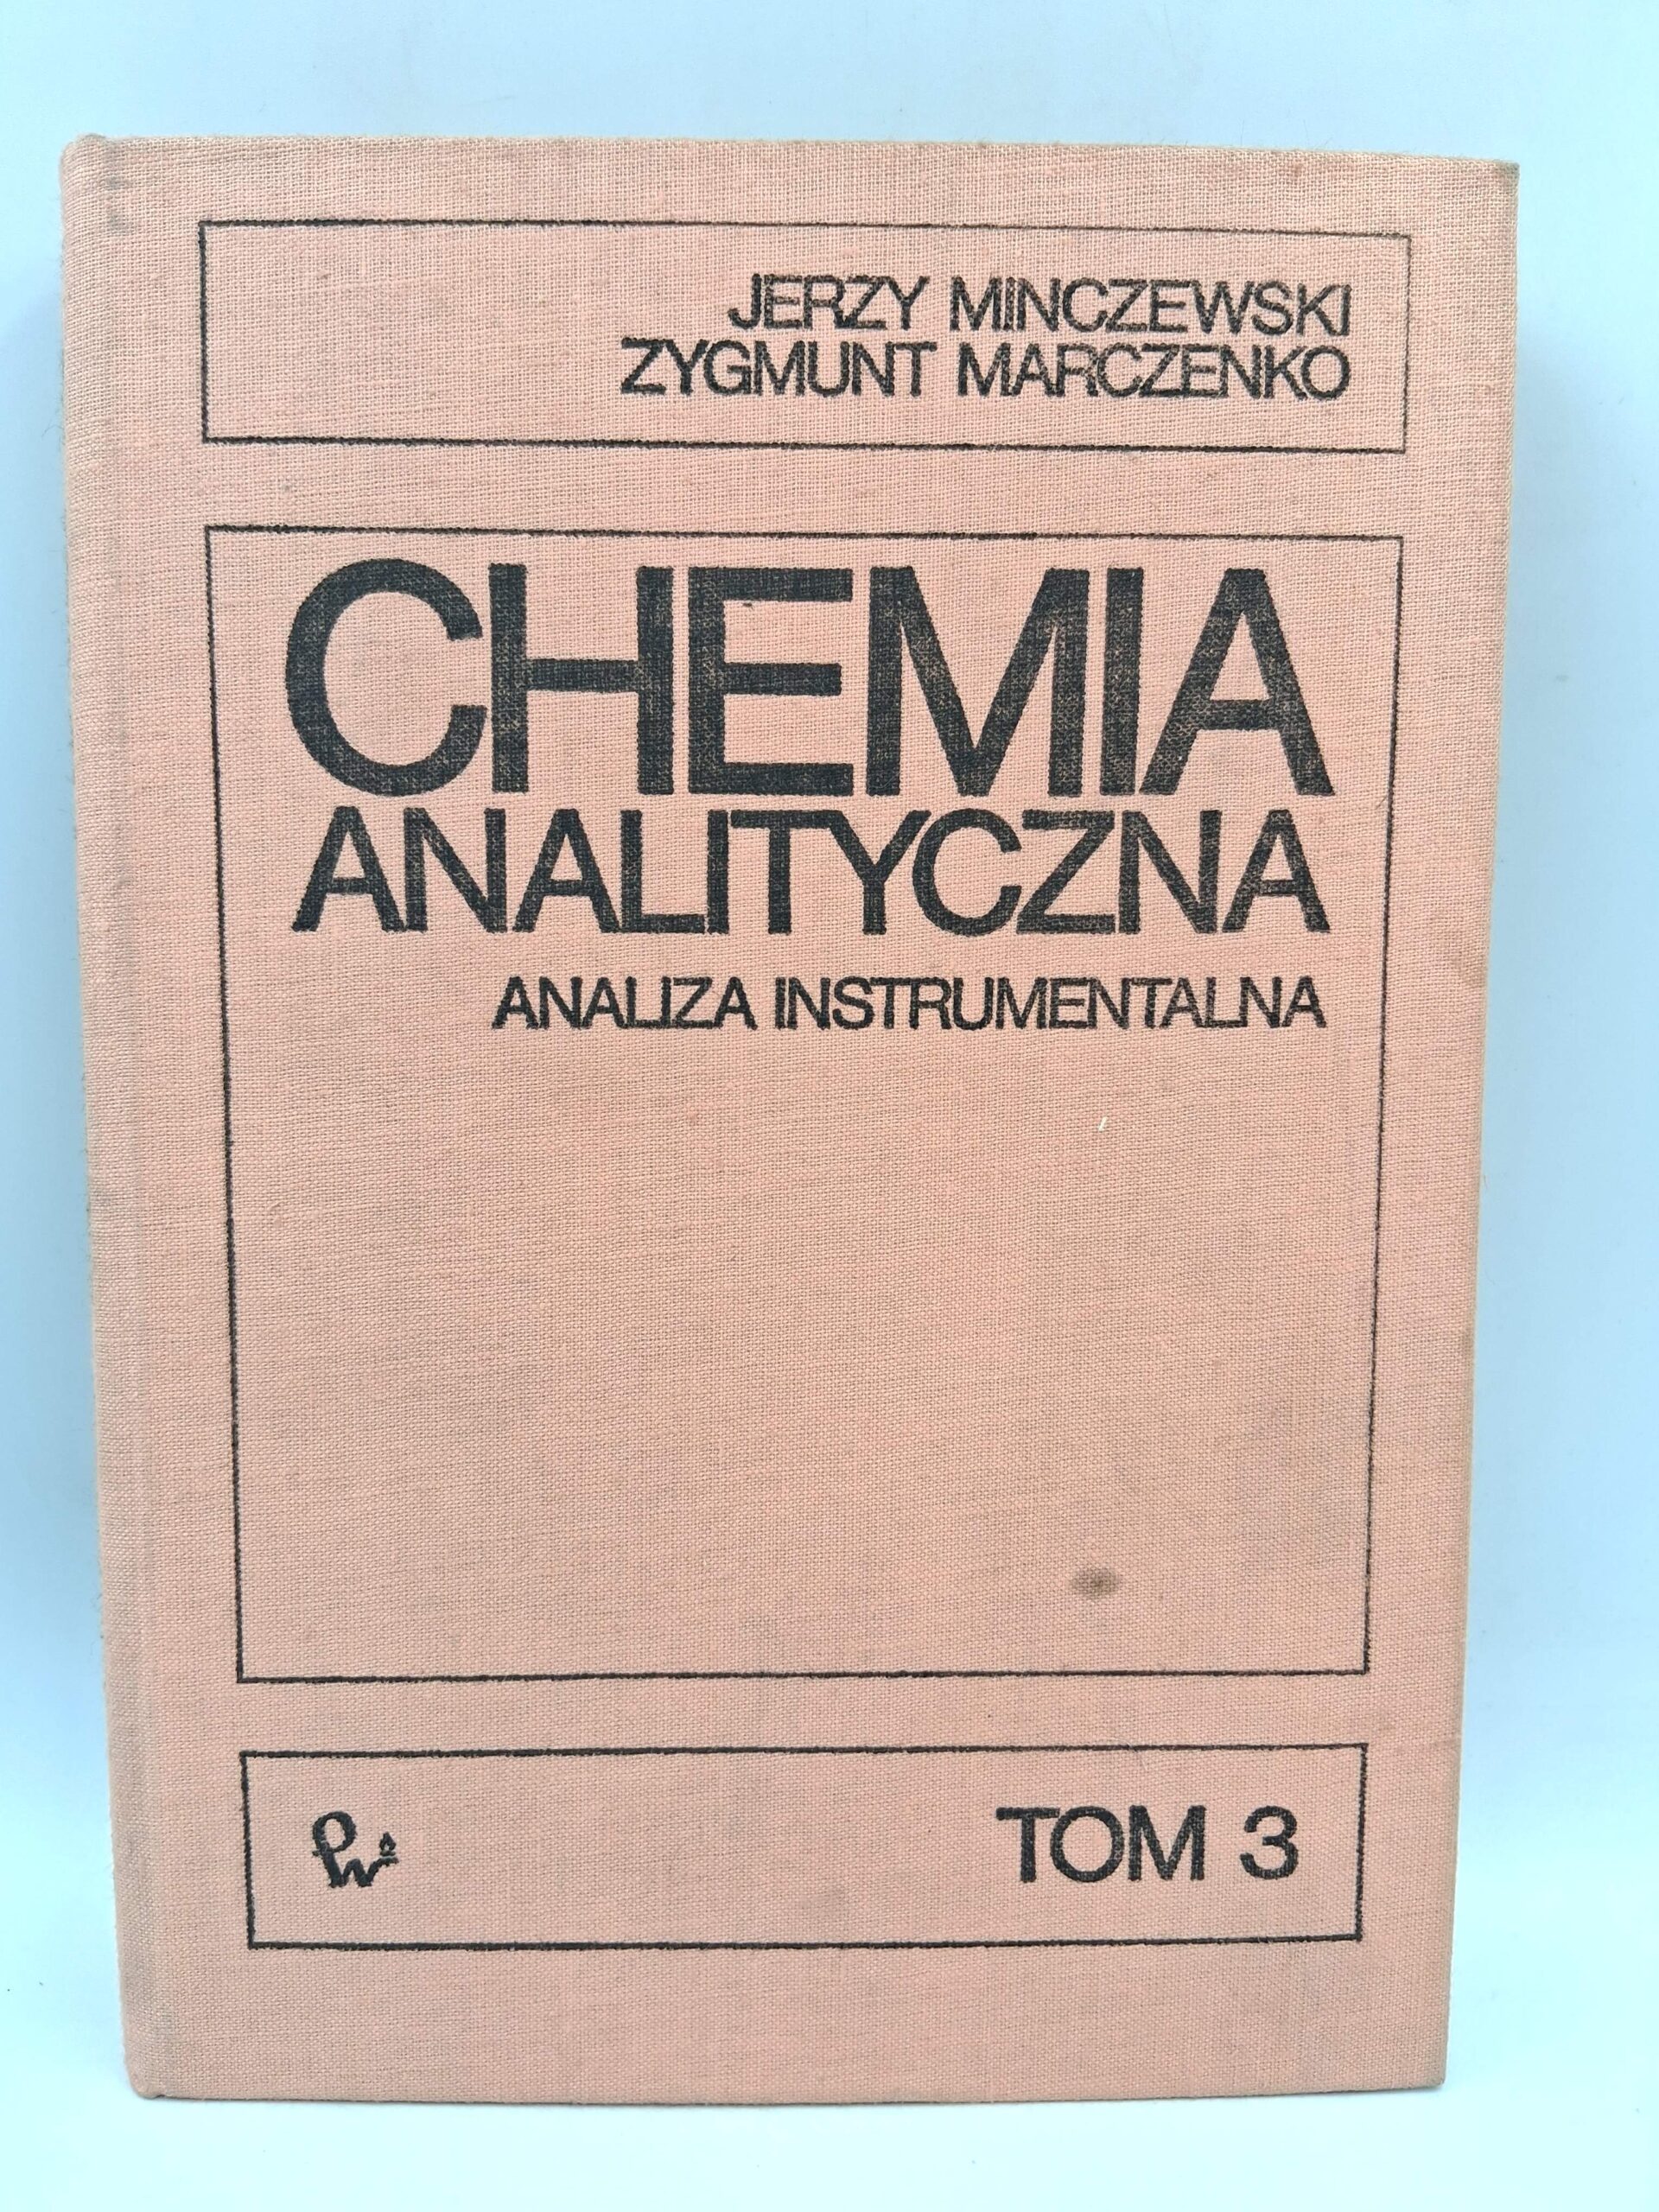 JERZY MINCZEWSKI
ZYGMUNT MARCZENKO
CHEMIA
ANALITYCZNA
ANALIZA INSTRUMENTALNA
TOM 3